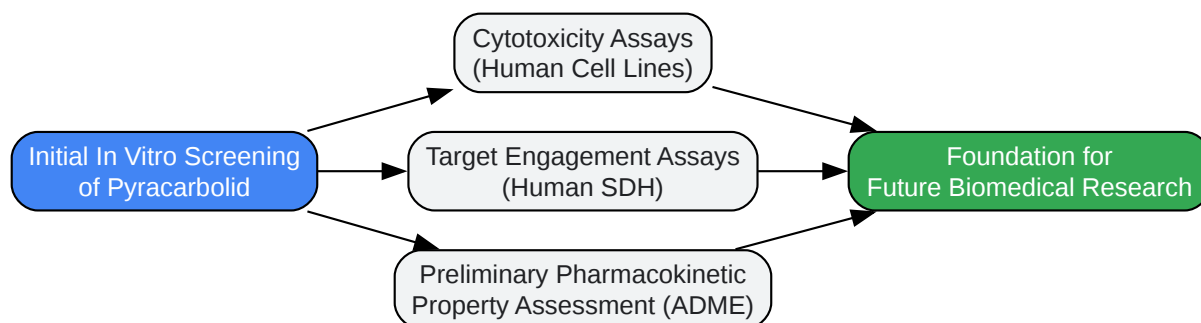 Cytotoxicity Assays
(Human Cell Lines)
Initial In Vitro Screening
of Pyracarbolid
Target Engagement Assays
(Human SDH)
Foundation for
Future Biomedical Research
Preliminary Pharmacokinetic
Property Assessment (ADME)